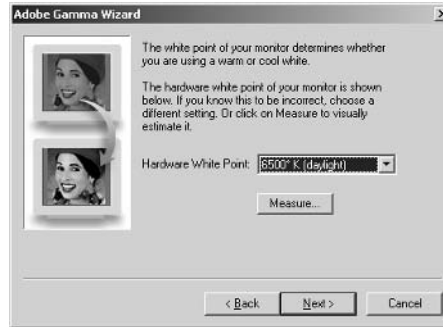 Adobe Gamma Wizard
The white point of your monitor determines whether
you are using a warm or cool white.
The hardware white point of your monitor is shown
below. If you know this to be incorrect, choose a
different setting. Or click on Measure to visually
estimate it.
Hardware White Point: 6500° K (daylight)
Measure...
< Back Next > Cancel